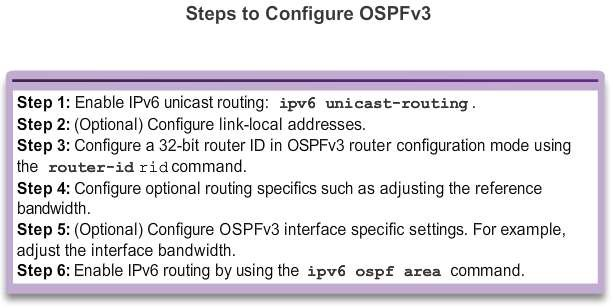 Steps to Configure OSPFv3
Step 1: Enable IPv6 unicast routing: ipv6 unicast-routing.
Step 2: (Optional) Configure link-local addresses.
Step 3: Configure a 32-bit router ID in OSPFv3 router configuration mode using
the router-id rid command.
Step 4: Configure optional routing specifics such as adjusting the reference
bandwidth.
Step 5: (Optional) Configure OSPFv3 interface specific settings. For example,
adjust the interface bandwidth.
Step 6: Enable IPv6 routing by using the ipv6 ospf area command.